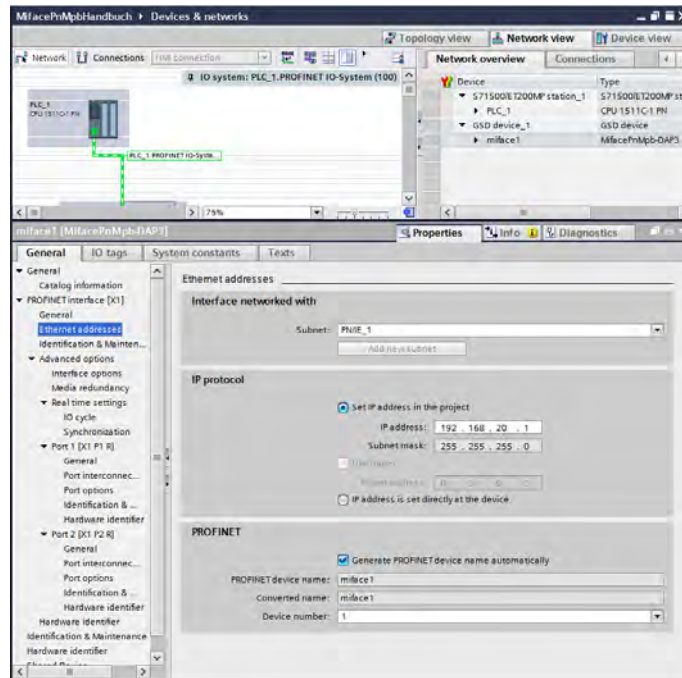 MifacePnMpbHandbuch ▸ Devices & networks
Topology view Network view Device view
Network Connections HMI connection
Network overview Connections
IO system: PLC_1.PROFINET IO-System (100)
PLC_1
CPU 1511C-1 PN
PLC_1.PROFINET IO-Syste...
Device Type
S71500/ET200MP station_1 S71500/ET200MP st
PLC_1 CPU 1511C-1 PN
GSD device_1 GSD device
miface1 MifacePnMpb-DAP3
75%
miface1 [MifacePnMpb-DAP3]
Properties Info Diagnostics
General IO tags System constants Texts
General
Catalog information
PROFINET interface [X1]
General
Ethernet addresses
Identification & Mainten...
Advanced options
Interface options
Media redundancy
Real time settings
IO cycle
Synchronization
Port 1 [X1 P1 R]
General
Port interconnec...
Port options
Identification & ...
Hardware identifier
Port 2 [X1 P2 R]
General
Port interconnec...
Port options
Identification & ...
Hardware identifier
Hardware identifier
Identification & Maintenance
Hardware identifier
Shared Device
Ethernet addresses
Interface networked with
Subnet: PN/IE_1
Add new subnet
IP protocol
Set IP address in the project
IP address: 192 . 168 . 20 . 1
Subnet mask: 255 . 255 . 255 . 0
IP address is set directly at the device
PROFINET
Generate PROFINET device name automatically
PROFINET device name: miface1
Converted name: miface1
Device number: 1